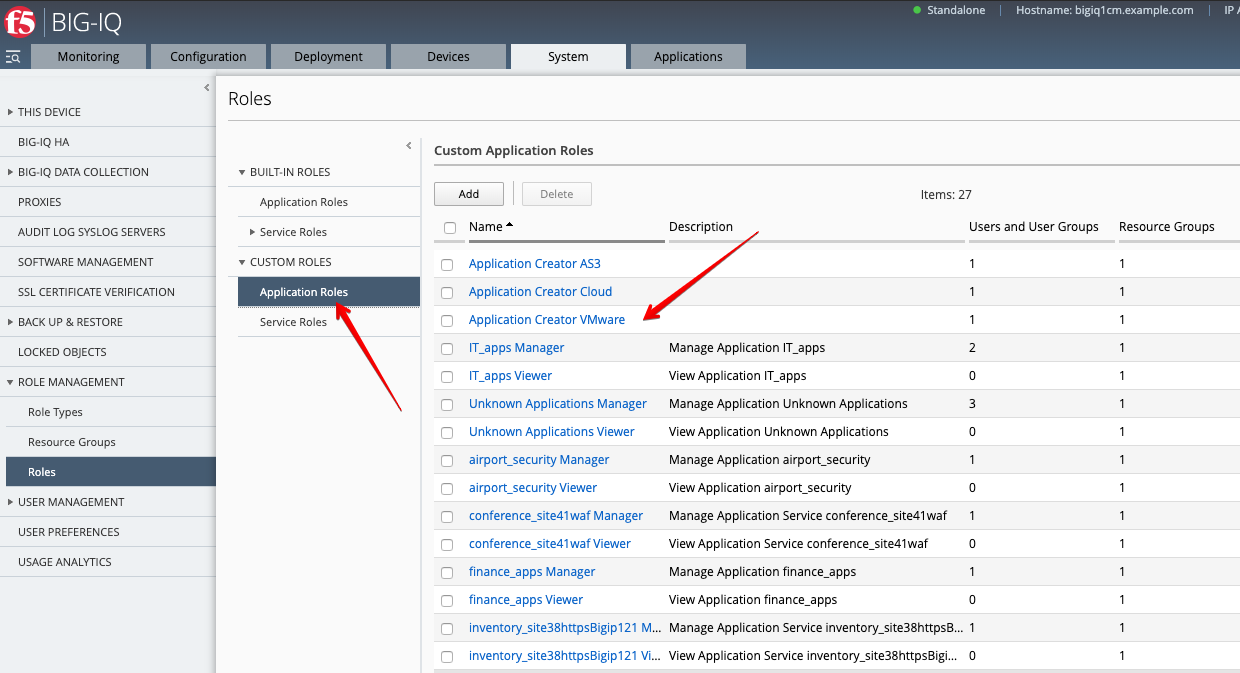 f5 BIG-IQ
Standalone Hostname: bigiq1cm.example.com IP A
Monitoring Configuration Deployment Devices System Applications
THIS DEVICE
BIG-IQ HA
BIG-IQ DATA COLLECTION
PROXIES
AUDIT LOG SYSLOG SERVERS
SOFTWARE MANAGEMENT
SSL CERTIFICATE VERIFICATION
BACK UP & RESTORE
LOCKED OBJECTS
ROLE MANAGEMENT
Role Types
Resource Groups
Roles
USER MANAGEMENT
USER PREFERENCES
USAGE ANALYTICS
Roles
BUILT-IN ROLES
Application Roles
Service Roles
CUSTOM ROLES
Application Roles
Service Roles
Custom Application Roles
Add Delete Items: 27
Name Description Users and User Groups Resource Groups
Application Creator AS3 1 1
Application Creator Cloud 1 1
Application Creator VMware 1 1
IT_apps Manager Manage Application IT_apps 2 1
IT_apps Viewer View Application IT_apps 0 1
Unknown Applications Manager Manage Application Unknown Applications 3 1
Unknown Applications Viewer View Application Unknown Applications 0 1
airport_security Manager Manage Application airport_security 1 1
airport_security Viewer View Application airport_security 0 1
conference_site41waf Manager Manage Application Service conference_site41waf 1 1
conference_site41waf Viewer View Application Service conference_site41waf 0 1
finance_apps Manager Manage Application finance_apps 1 1
finance_apps Viewer View Application finance_apps 0 1
inventory_site38httpsBigip121 M... Manage Application Service inventory_site38httpsB... 1 1
inventory_site38httpsBigip121 Vi... View Application Service inventory_site38httpsBigi... 0 1